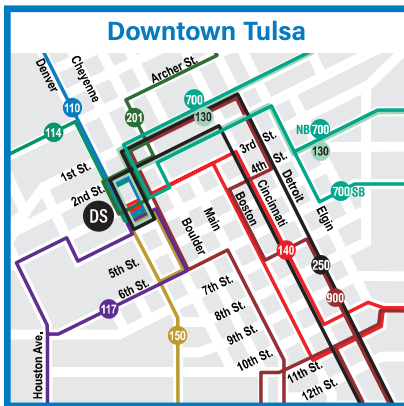 Downtown Tulsa
Denver
Cheyenne
Archer St.
110
201
700
130
114
NB 700
130
3rd St.
4th St.
1st St.
2nd St.
700 SB
DS
Detroit
Elgin
Cincinnati
Boston
Main
Boulder
140
250
5th St.
6th St.
7th St.
900
117
8th St.
150
9th St.
10th St.
Houston Ave.
11th St.
12th St.